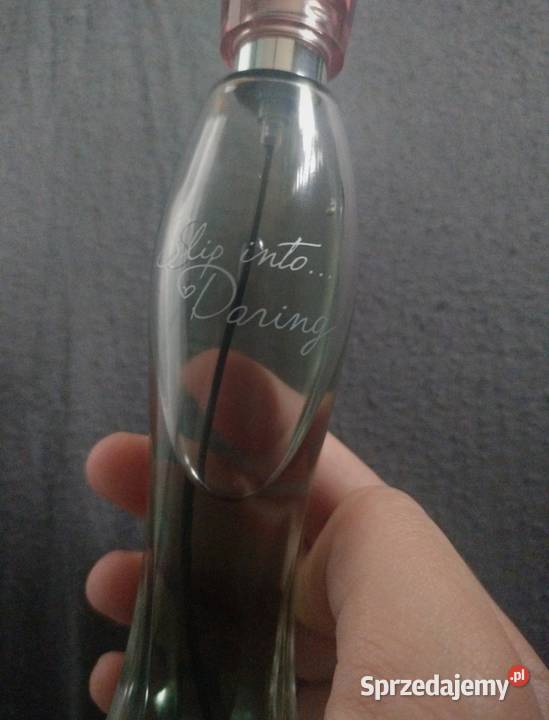 Slip into...
Daring
Sprzedajemy.pl